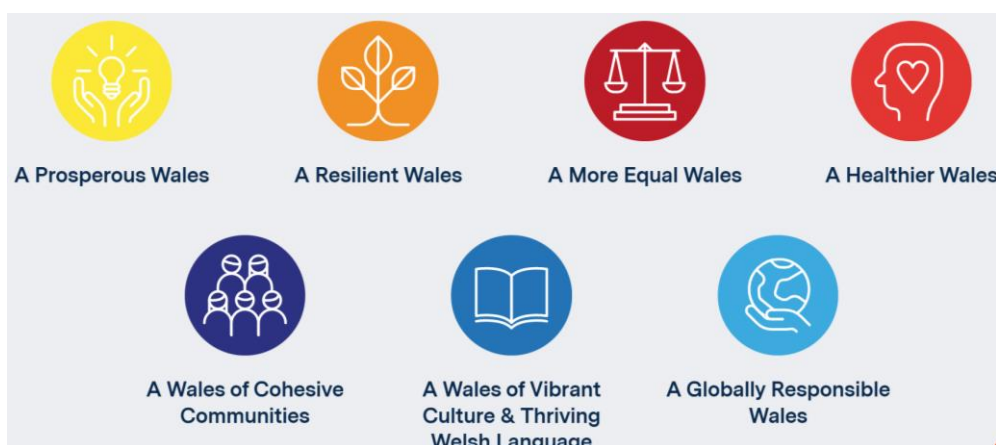 A Prosperous Wales
A Resilient Wales
A More Equal Wales
A Healthier Wales
A Wales of Cohesive
Communities
A Wales of Vibrant
Culture & Thriving
Welsh Language
A Globally Responsible
Wales